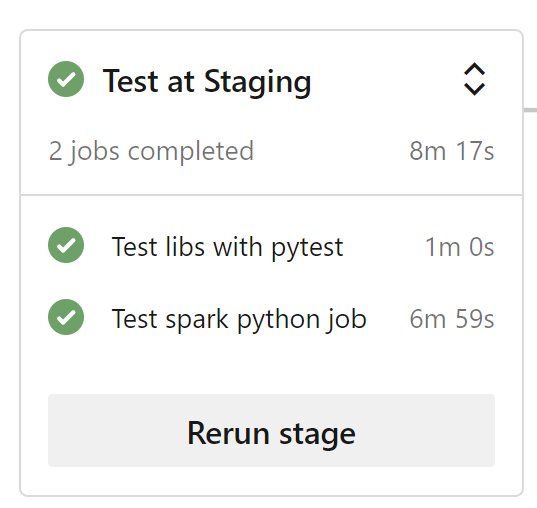 Test at Staging
2 jobs completed 8m 17s
Test libs with pytest 1m 0s
Test spark python job 6m 59s
Rerun stage